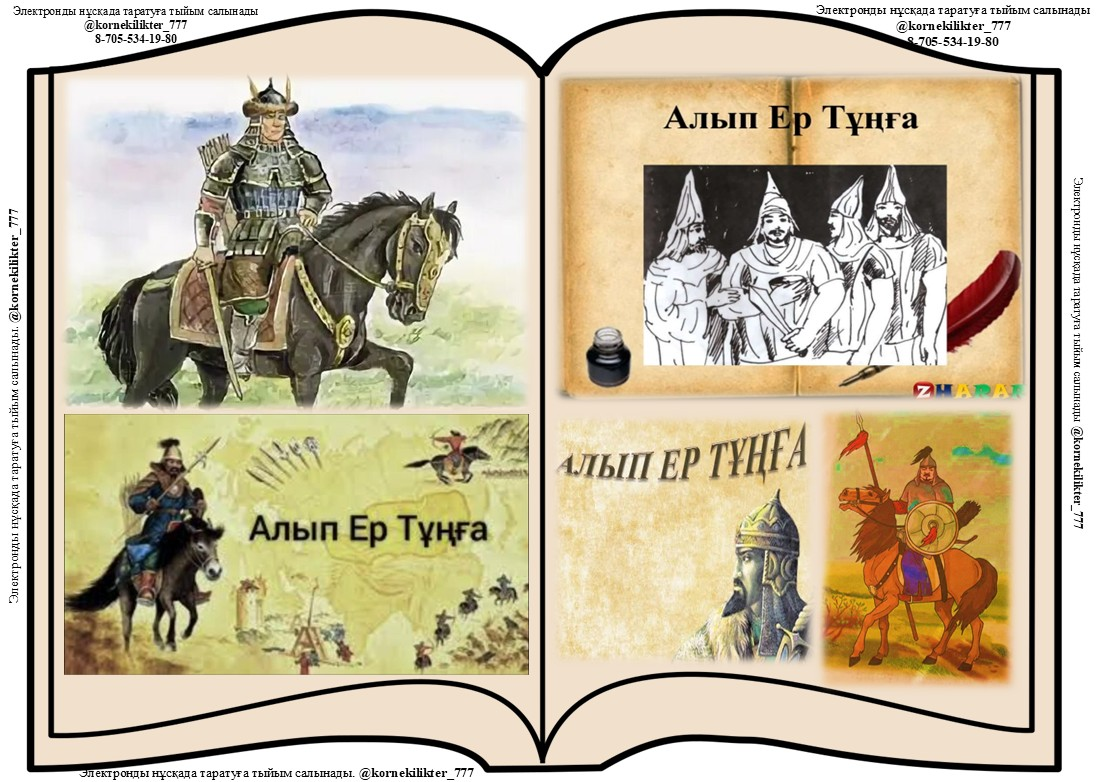 Электронды нұсқада таратуға тыйым салынады
@kornekilikter_777
8-705-534-19-80
Электронды нұсқада таратуға тыйым салынады
@kornekilikter_777
8-705-534-19-80
Алып Ер Тұңға
ZHARAR
Алып Ер Тұңға
АЛЫП ЕР ТҰҢҒА
Электронды нұсқада таратуға тыйым салынады. @kornekilikter_777
Электронды нұсқада таратуға тыйым салынады @kornekilikter_777
Электронды нұсқада таратуға тыйым салынады. @kornekilikter_777